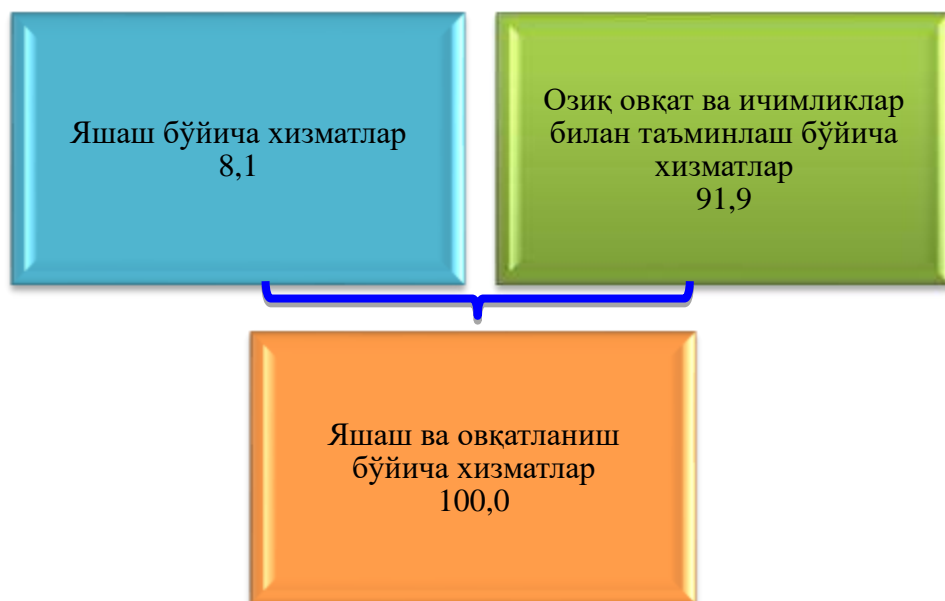 Яшаш бўйича хизматлар
8,1
Озиқ овқат ва ичимликлар
билан таъминлаш бўйича
хизматлар
91,9
Яшаш ва овқатланиш
бўйича хизматлар
100,0